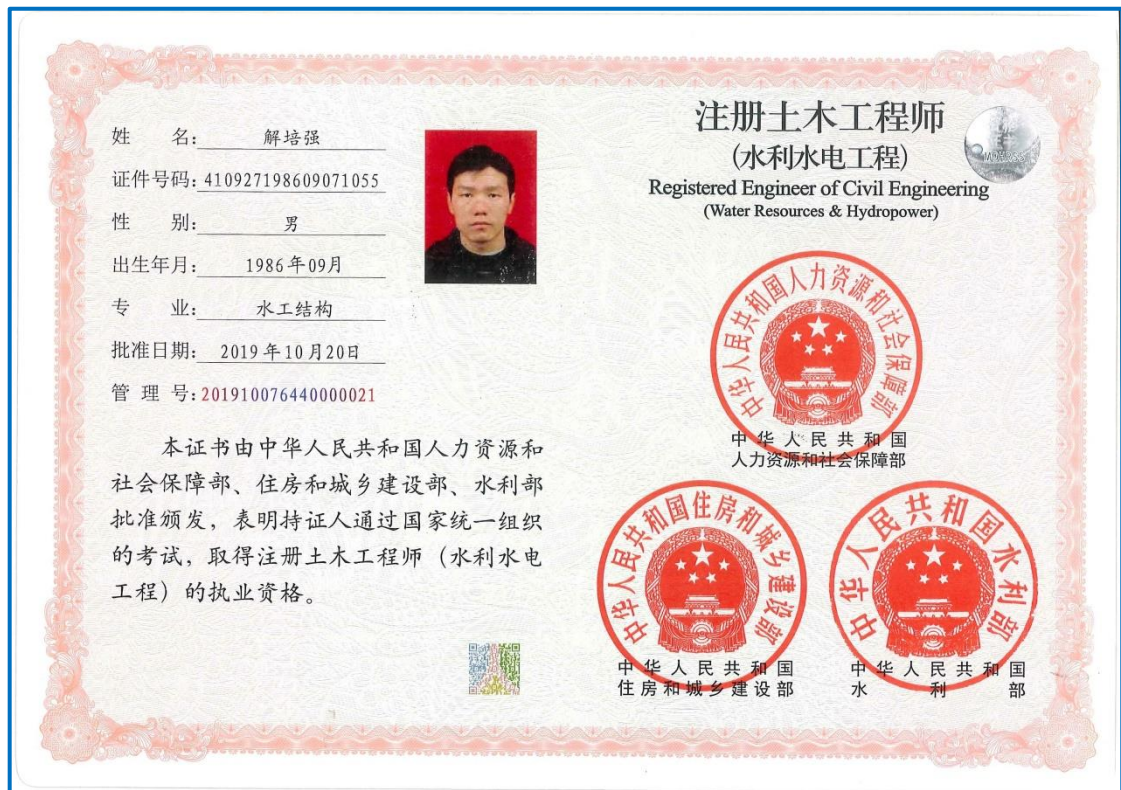 姓 名: 解培强
证件号码: 410927198609071055
性 别: 男
出生年月: 1986年09月
专 业: 水工结构
批准日期: 2019年10月20日
管 理 号: 201910076440000021
本证书由中华人民共和国人力资源和
社会保障部、住房和城乡建设部、水利部
批准颁发，表明持证人通过国家统一组织
的考试，取得注册土木工程师（水利水电
工程）的执业资格。
注册土木工程师
(水利水电工程)
Registered Engineer of Civil Engineering
(Water Resources & Hydropower)
MOHRSS
中华人民共和国人力资源和社会保障部
中华人民共和国
人力资源和社会保障部
中华人民共和国住房和城乡建设部
中华人民共和国
住房和城乡建设部
中华人民共和国水利部
中华人民共和国
水利部